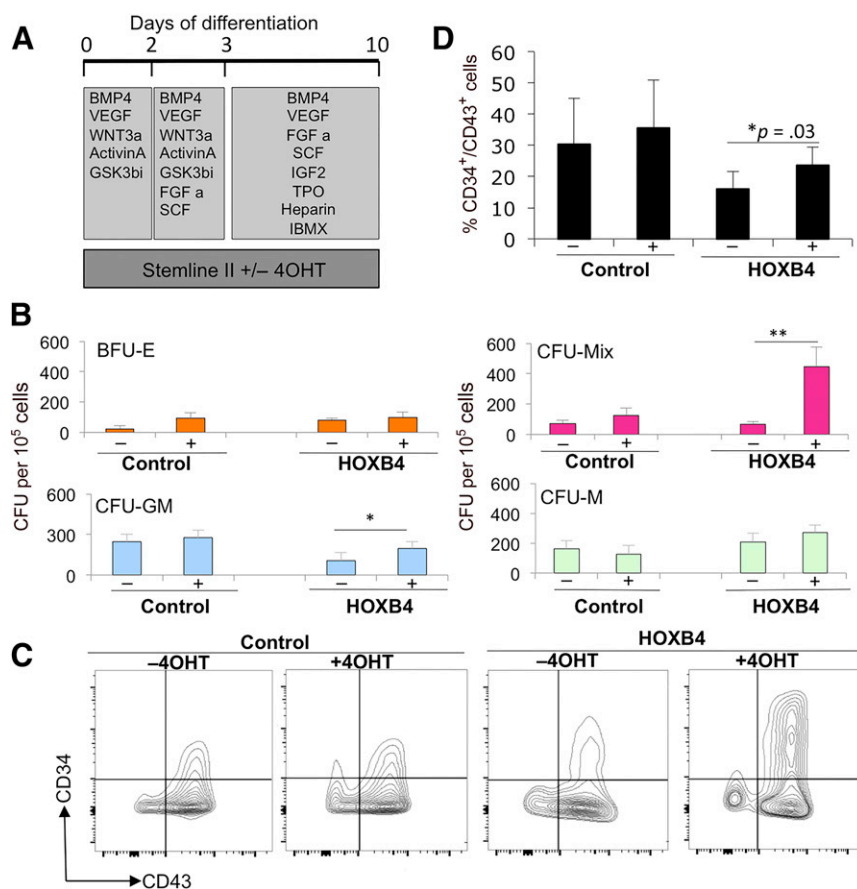 A
Days of differentiation
0 2 3 10
BMP4
VEGF
WNT3a
ActivinA
GSK3bi
BMP4
VEGF
WNT3a
ActivinA
GSK3bi
FGF a
SCF
BMP4
VEGF
FGF a
SCF
IGF2
TPO
Heparin
IBMX
Stemline II +/– 4OHT
D
% CD34+/CD43+ cells
60
50
40
30
20
10
0
*p = .03
– + – +
Control HOXB4
B
CFU per 10⁵ cells
BFU-E
600
400
200
0
– + – +
Control HOXB4
CFU-GM
600
300
0
*
– + – +
Control HOXB4
CFU per 10⁵ cells
CFU-Mix
600
400
200
0
**
– + – +
Control HOXB4
CFU-M
600
400
200
0
– + – +
Control HOXB4
C
Control HOXB4
–4OHT +4OHT –4OHT +4OHT
CD34
CD43